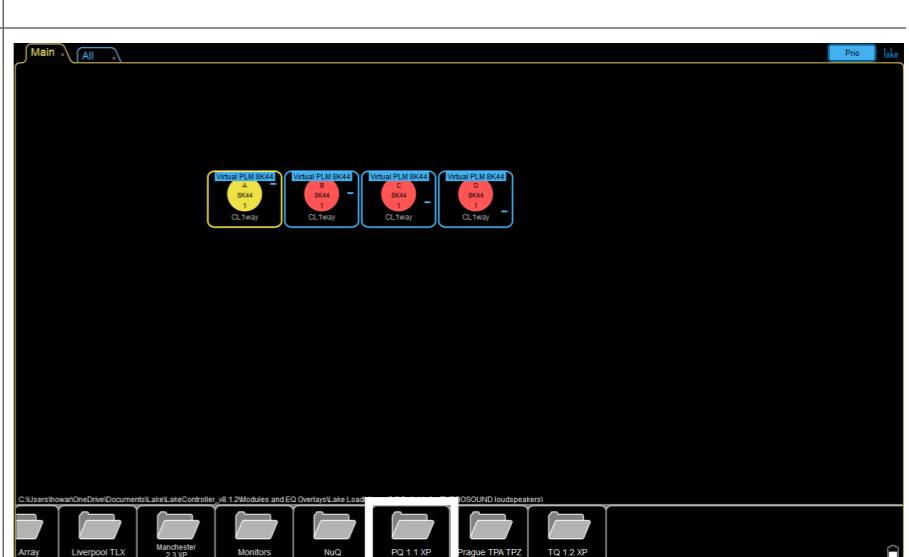 Main
All
Prio
lake
Virtual PLM 8K44
A
8K44
1
CL1way
Virtual PLM 8K44
B
8K44
1
CL1way
Virtual PLM 8K44
C
8K44
1
CL1way
Virtual PLM 8K44
D
8K44
1
CL1way
C:\Users\howar\OneDrive\Documents\Lake\LakeController_v8.1.2\Modules and EQ Overlays\Lake Load
OSOUND loudspeakers\
Array
Liverpool TLX
Manchester
2.3 XP
Monitors
NuQ
PQ 1.1 XP
Prague TPA TPZ
TQ 1.2 XP